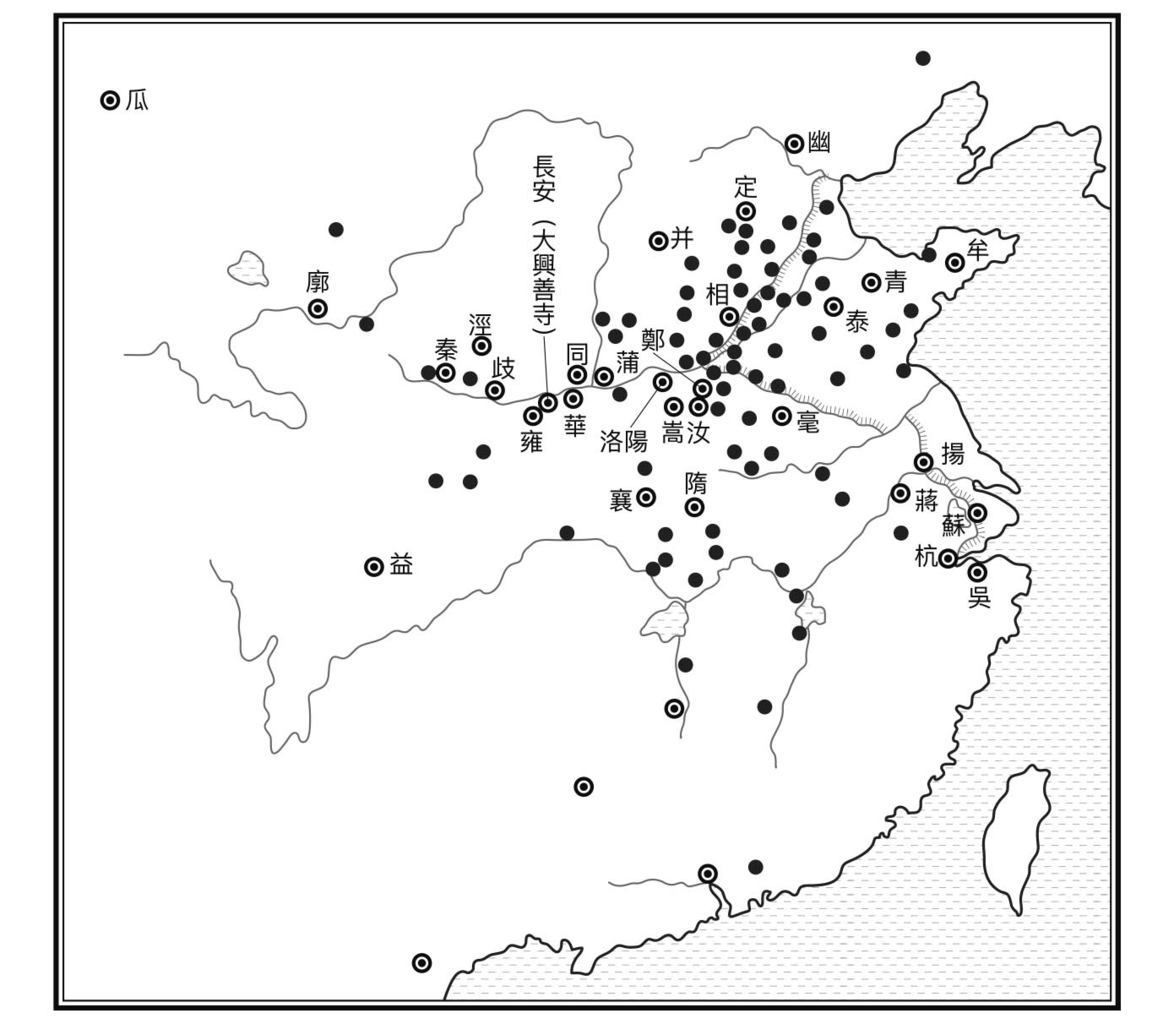 瓜
幽
長安（大興善寺）
定
并
牟
廓
相
青
泰
涇
秦
岐
同
蒲
鄭
雍
華
洛陽
嵩
汝
亳
揚
襄
隋
蔣
蘇
益
杭
吳